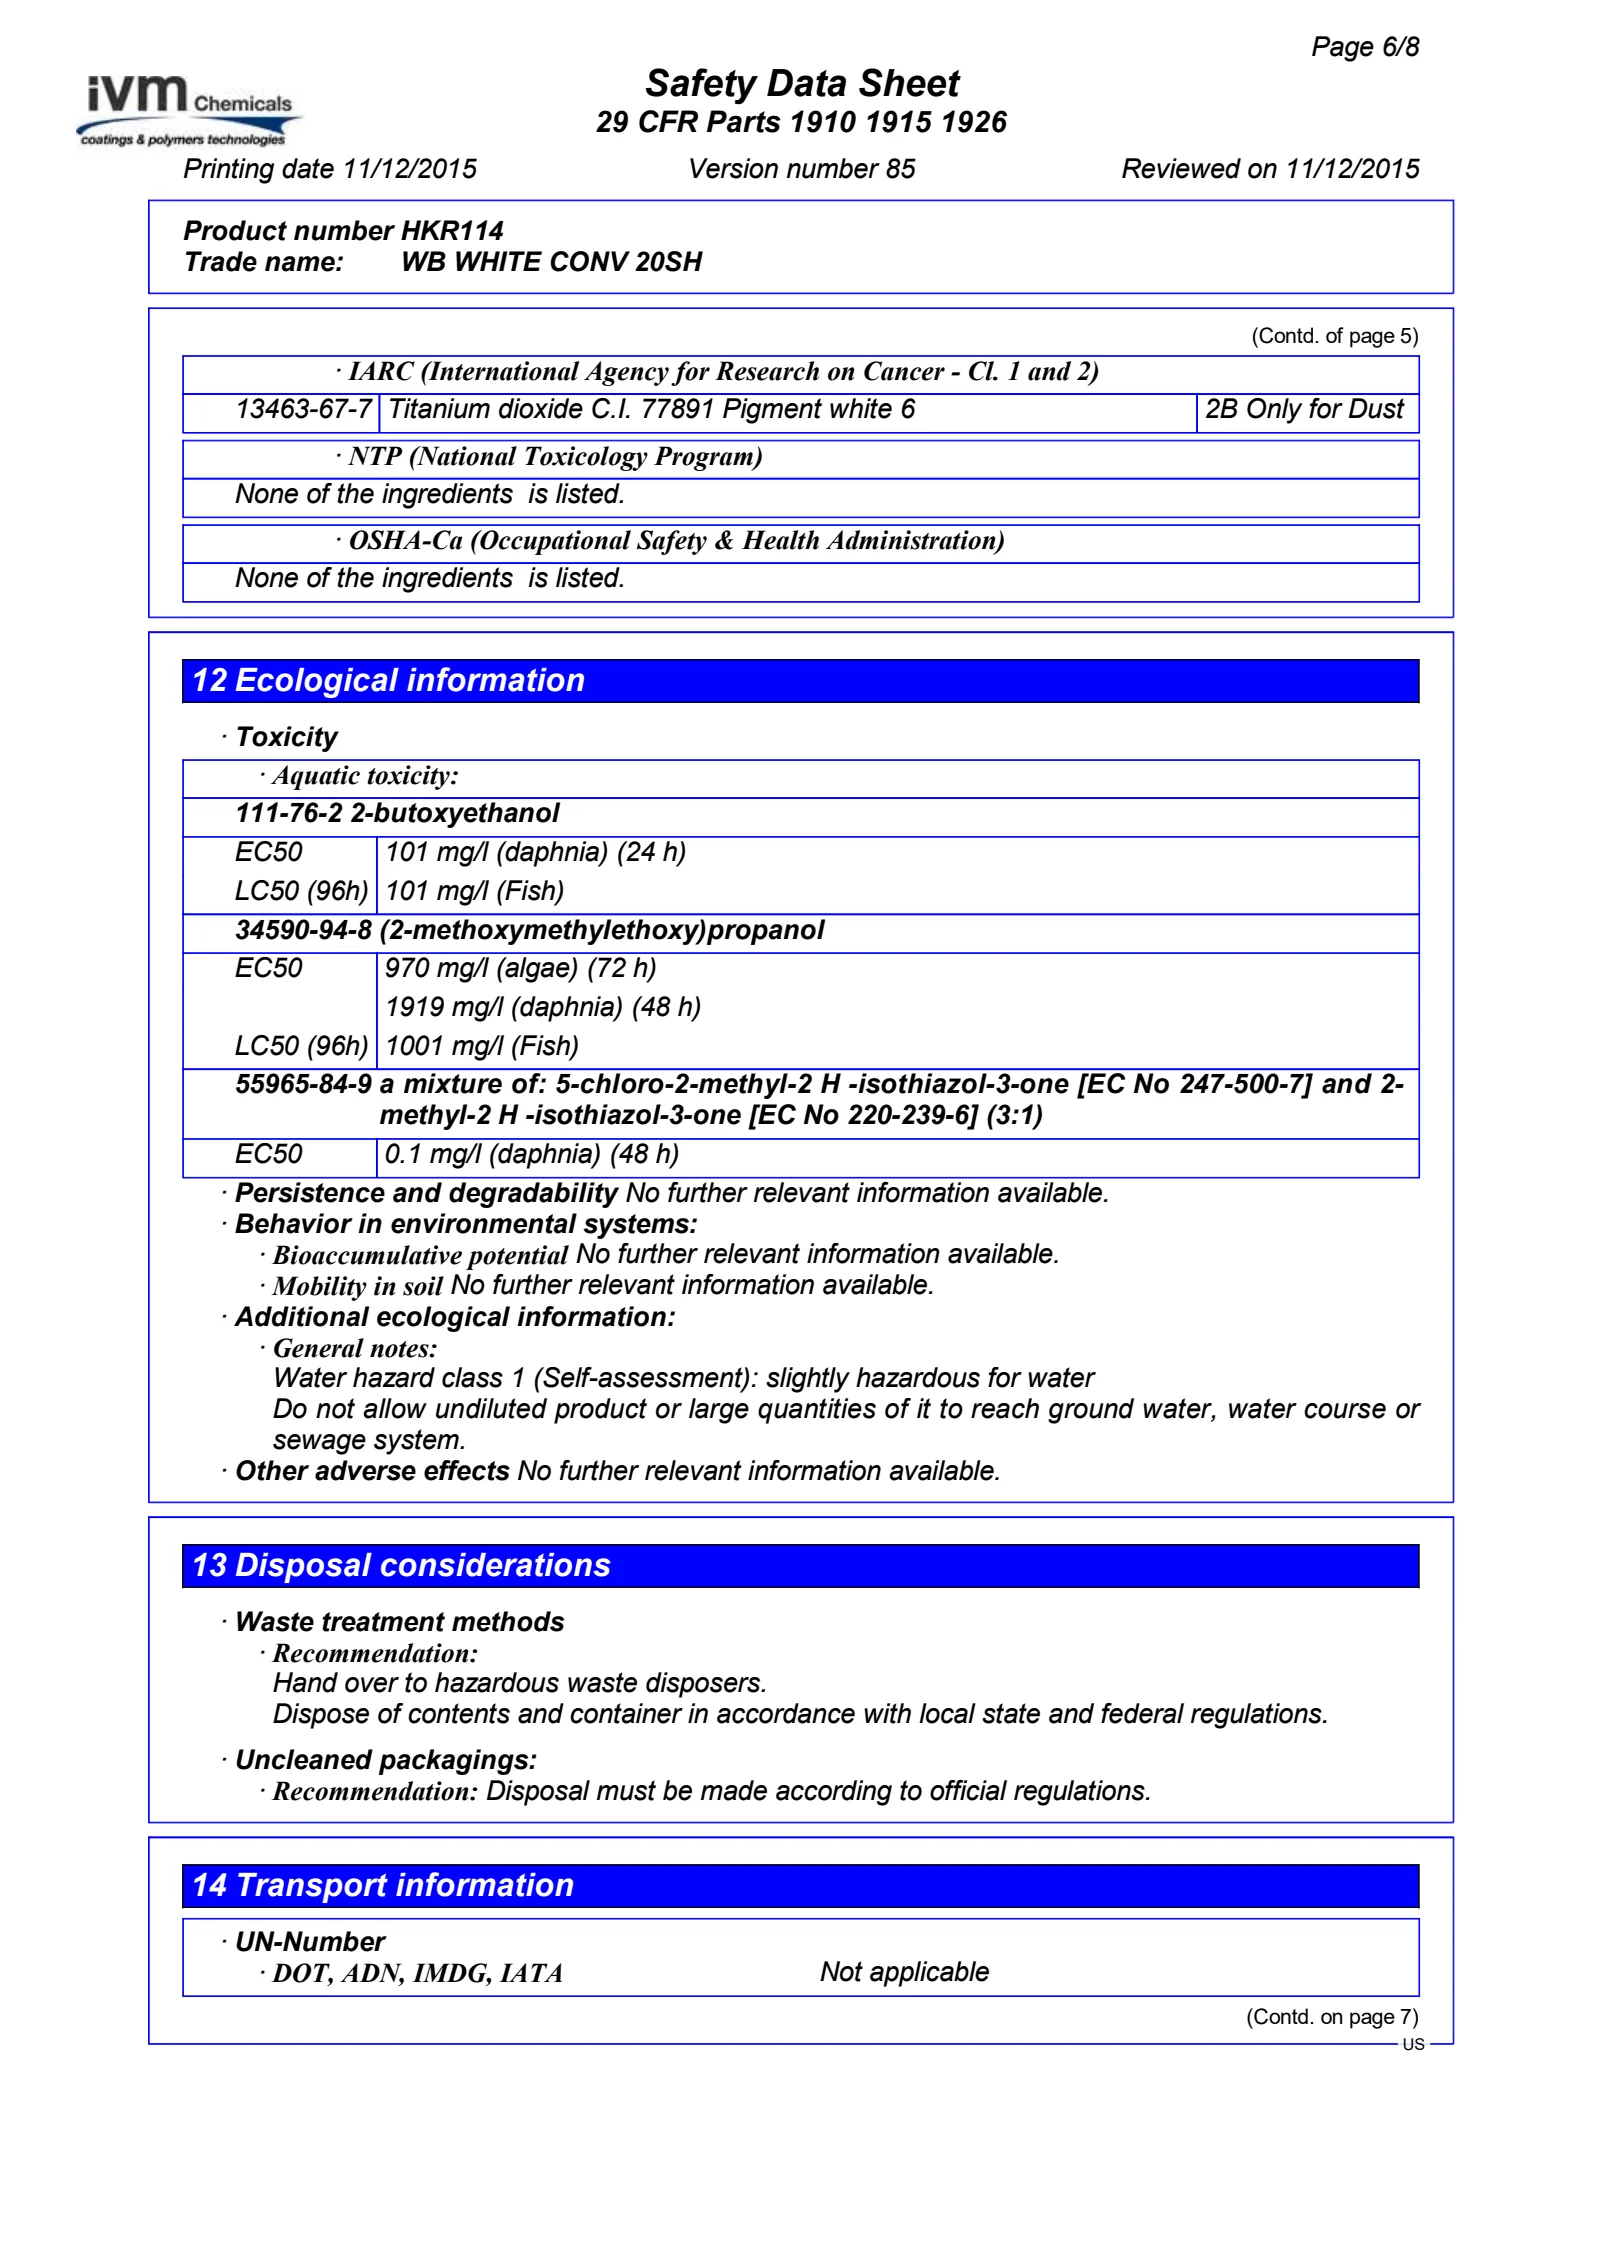 Page 6/8
ivm Chemicals
coatings & polymers technologies
Safety Data Sheet
29 CFR Parts 1910 1915 1926
Printing date 11/12/2015 Version number 85 Reviewed on 11/12/2015
Product number HKR114
Trade name: WB WHITE CONV 20SH
(Contd. of page 5)
· IARC (International Agency for Research on Cancer - Cl. 1 and 2)
13463-67-7 Titanium dioxide C.I. 77891 Pigment white 6 2B Only for Dust
· NTP (National Toxicology Program)
None of the ingredients is listed.
· OSHA-Ca (Occupational Safety & Health Administration)
None of the ingredients is listed.
12 Ecological information
· Toxicity
· Aquatic toxicity:
111-76-2 2-butoxyethanol
EC50 101 mg/l (daphnia) (24 h)
LC50 (96h) 101 mg/l (Fish)
34590-94-8 (2-methoxymethylethoxy)propanol
EC50 970 mg/l (algae) (72 h)
1919 mg/l (daphnia) (48 h)
LC50 (96h) 1001 mg/l (Fish)
55965-84-9 a mixture of: 5-chloro-2-methyl-2 H -isothiazol-3-one [EC No 247-500-7] and 2-
methyl-2 H -isothiazol-3-one [EC No 220-239-6] (3:1)
EC50 0.1 mg/l (daphnia) (48 h)
· Persistence and degradability No further relevant information available.
· Behavior in environmental systems:
· Bioaccumulative potential No further relevant information available.
· Mobility in soil No further relevant information available.
· Additional ecological information:
· General notes:
Water hazard class 1 (Self-assessment): slightly hazardous for water
Do not allow undiluted product or large quantities of it to reach ground water, water course or
sewage system.
· Other adverse effects No further relevant information available.
13 Disposal considerations
· Waste treatment methods
· Recommendation:
Hand over to hazardous waste disposers.
Dispose of contents and container in accordance with local state and federal regulations.
· Uncleaned packagings:
· Recommendation: Disposal must be made according to official regulations.
14 Transport information
· UN-Number
· DOT, ADN, IMDG, IATA Not applicable
(Contd. on page 7)
US